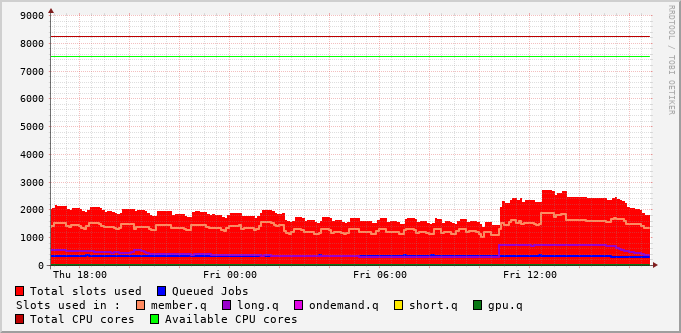 9000
8000
7000
6000
5000
4000
3000
2000
1000
0
Thu 18:00 Fri 00:00 Fri 06:00 Fri 12:00
RRDTOOL / TOBI OETIKER
Total slots used Queued Jobs
Slots used in : member.q long.q ondemand.q short.q gpu.q
Total CPU cores Available CPU cores